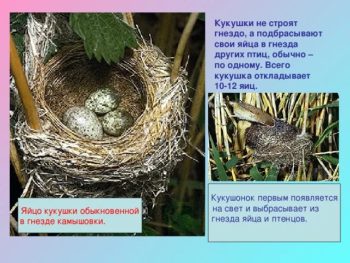 Кукушки не строят
гнездо, а подбрасывают
свои яйца в гнезда
других птиц, обычно –
по одному. Всего
кукушка откладывает
10-12 яиц.
Яйцо кукушки обыкновенной
в гнезде камышовки.
Кукушонок первым появляется
на свет и выбрасывает из
гнезда яйца и птенцов.